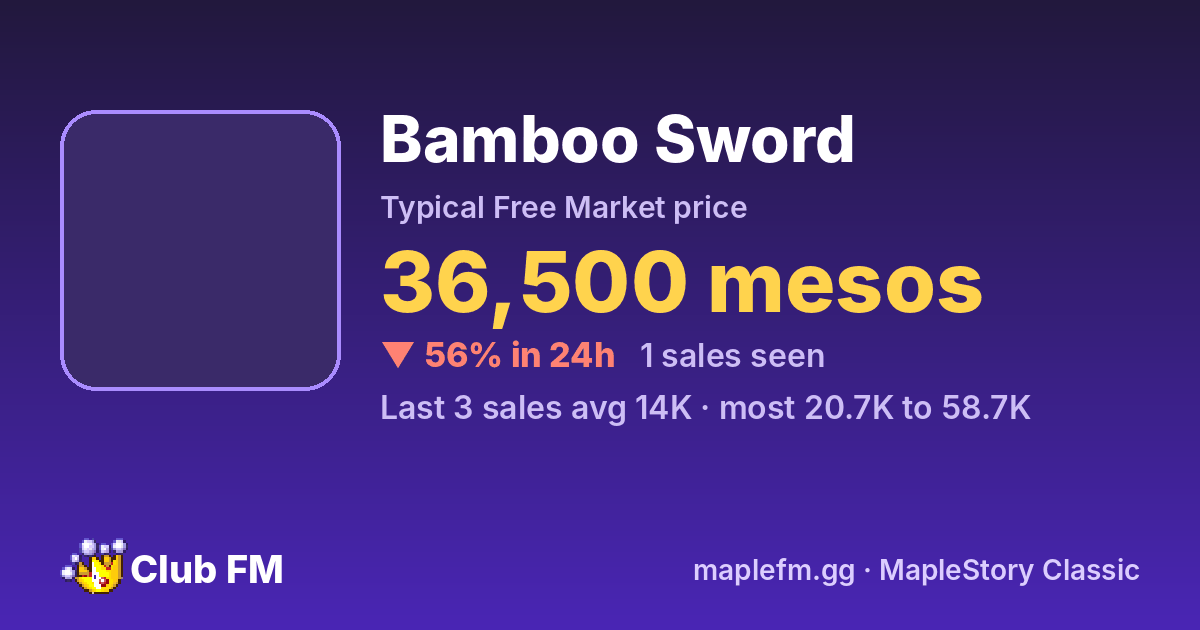 Bamboo Sword
Typical Free Market price
36,500 mesos
▼ 56% in 24h 1 sales seen
Last 3 sales avg 14K · most 20.7K to 58.7K
Club FM
maplefm.gg · MapleStory Classic